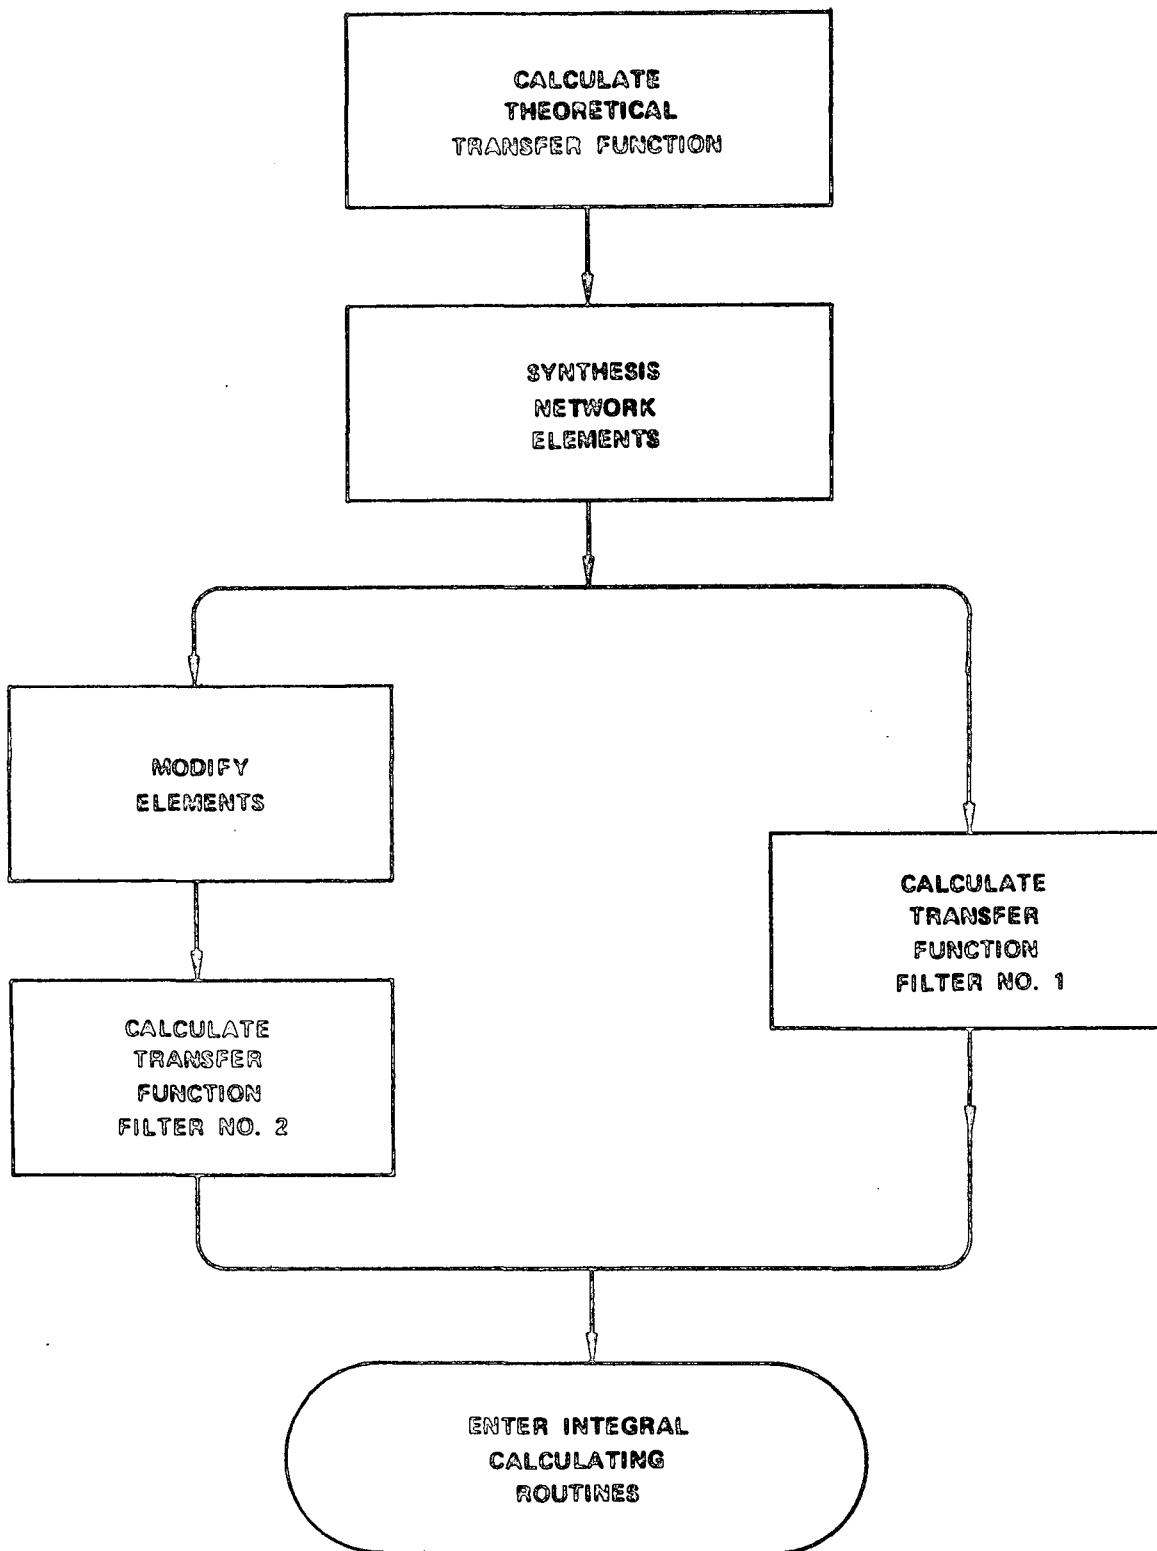 CALCULATE
THEORETICAL
TRANSFER FUNCTION
SYNTHESIS
NETWORK
ELEMENTS
MODIFY
ELEMENTS
CALCULATE
TRANSFER
FUNCTION
FILTER NO. 1
CALCULATE
TRANSFER
FUNCTION
FILTER NO. 2
ENTER INTEGRAL
CALCULATING
ROUTINES